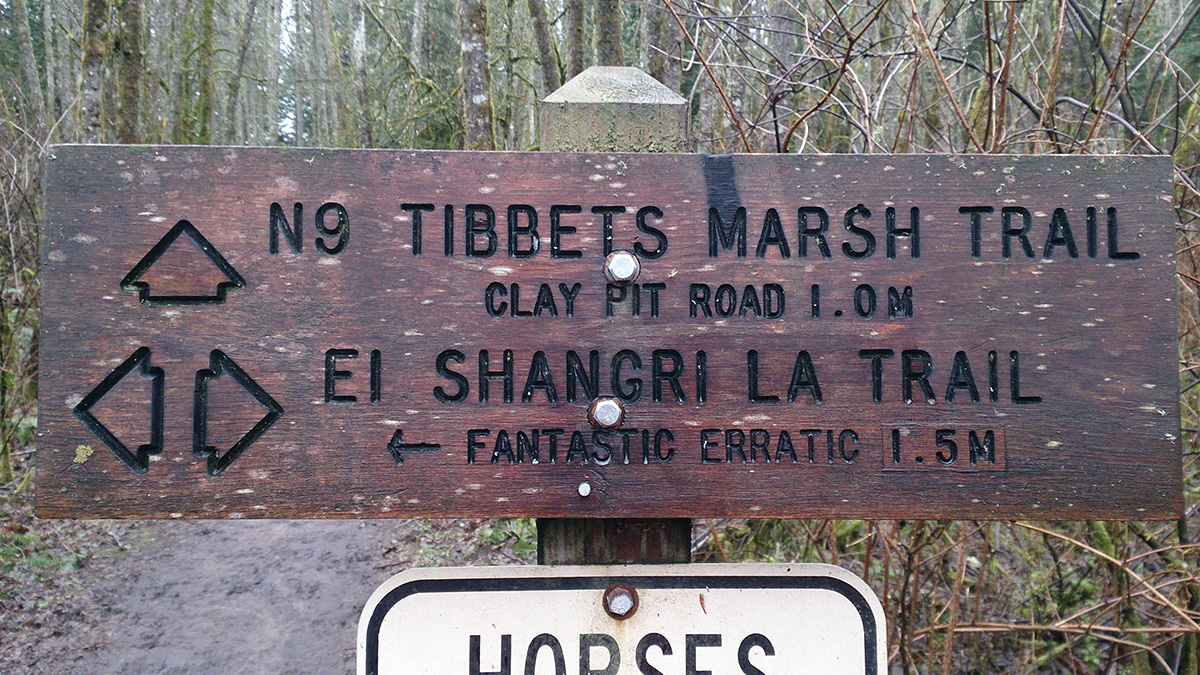 N9 TIBBETS MARSH TRAIL
CLAY PIT ROAD 1.0M
E1 SHANGRI LA TRAIL
← FANTASTIC ERRATIC 1.5M
HORSES